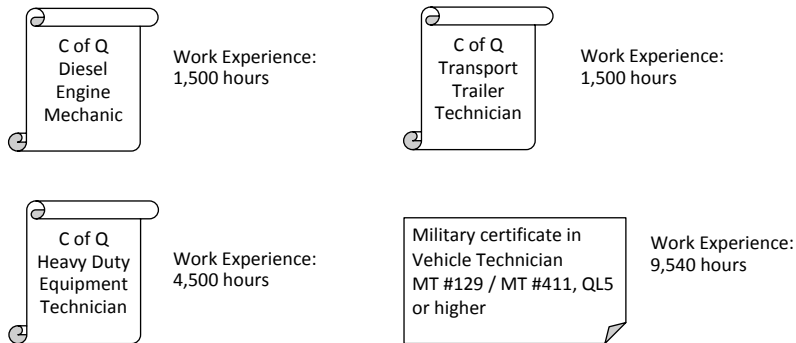 C of Q
Diesel
Engine
Mechanic
Work Experience:
1,500 hours
C of Q
Transport
Trailer
Technician
Work Experience:
1,500 hours
C of Q
Heavy Duty
Equipment
Technician
Work Experience:
4,500 hours
Military certificate in
Vehicle Technician
MT #129 / MT #411, QL5
or higher
Work Experience:
9,540 hours